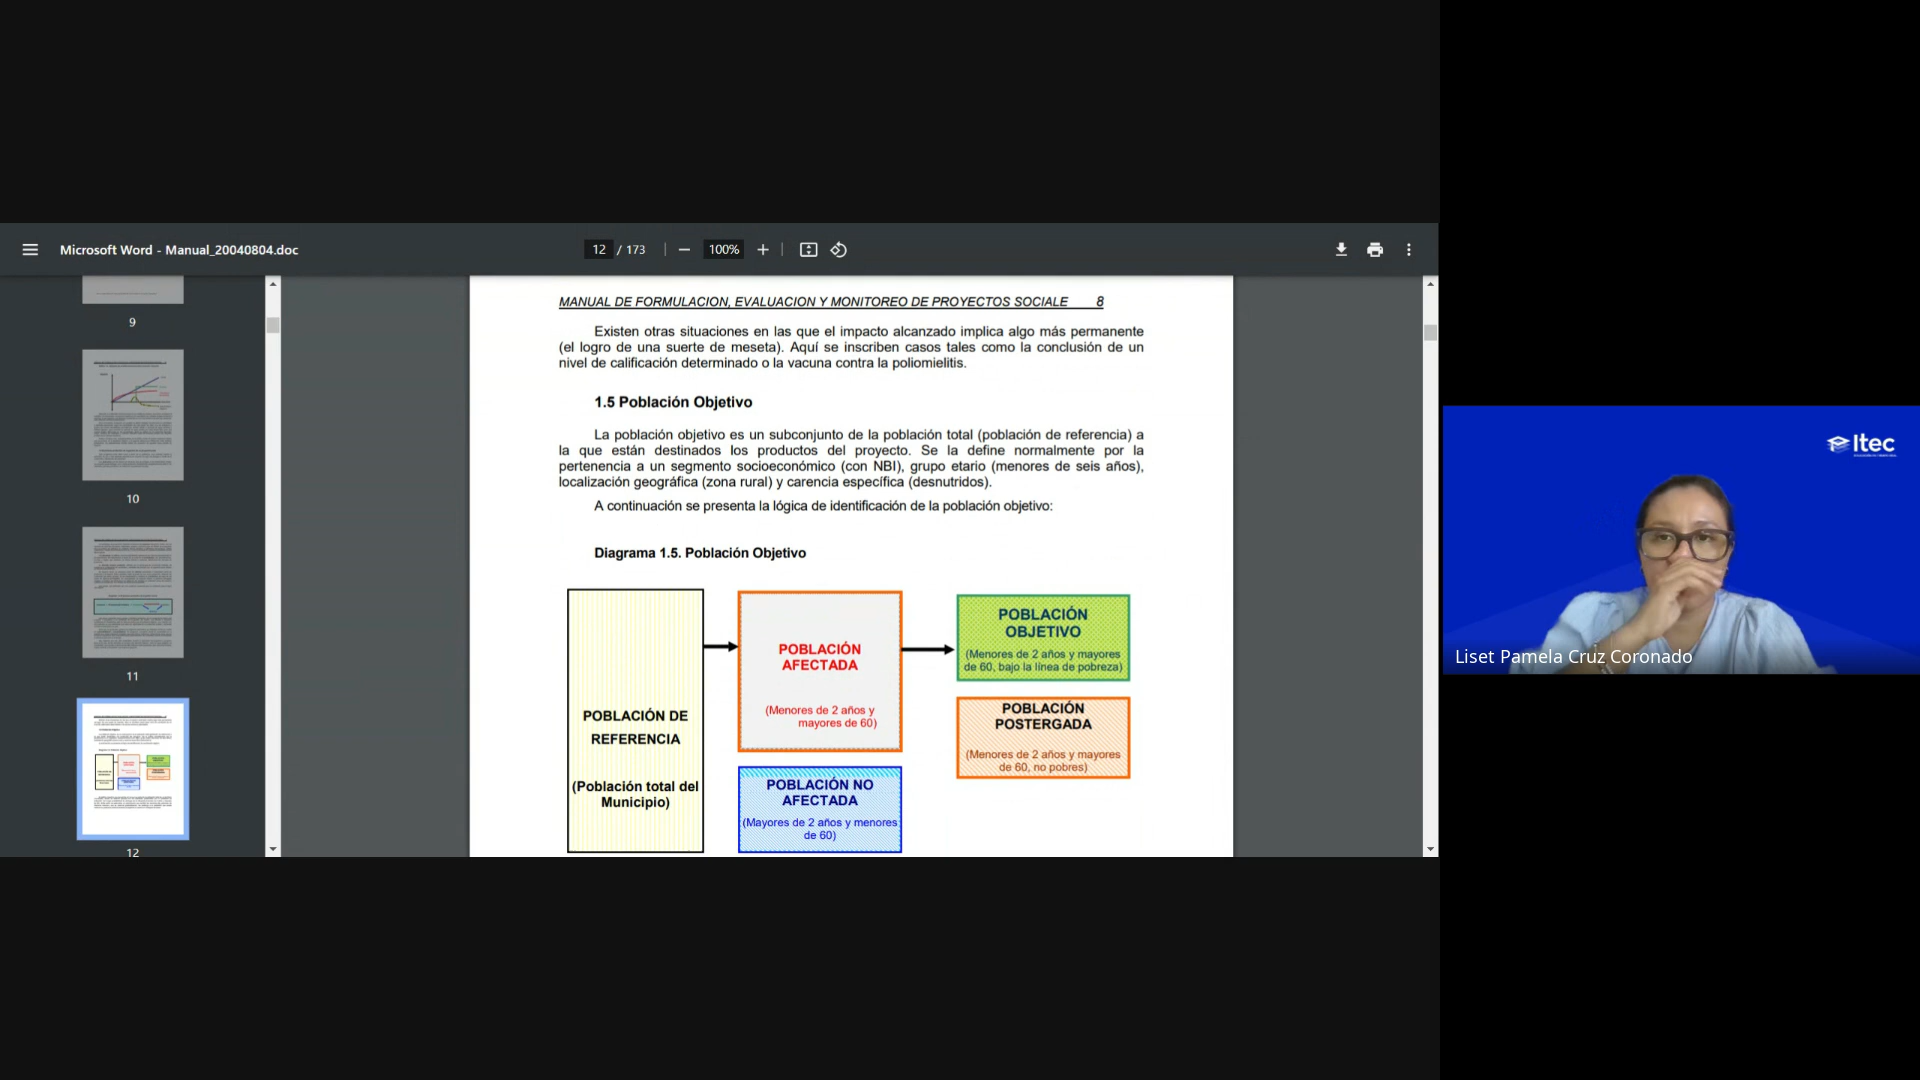 Microsoft Word - Manual_20040804.doc
12 / 173
100%
9
10
11
12
MANUAL DE FORMULACION, EVALUACION Y MONITOREO DE PROYECTOS SOCIALE 8
Existen otras situaciones en las que el impacto alcanzado implica algo más permanente
(el logro de una suerte de meseta). Aquí se inscriben casos tales como la conclusión de un
nivel de calificación determinado o la vacuna contra la poliomielitis.
1.5 Población Objetivo
La población objetivo es un subconjunto de la población total (población de referencia) a
la que están destinados los productos del proyecto. Se la define normalmente por la
pertenencia a un segmento socioeconómico (con NBI), grupo etario (menores de seis años),
localización geográfica (zona rural) y carencia específica (desnutridos).
A continuación se presenta la lógica de identificación de la población objetivo:
Diagrama 1.5. Población Objetivo
POBLACIÓN DE
REFERENCIA
(Población total del
Municipio)
POBLACIÓN
AFECTADA
(Menores de 2 años y
mayores de 60)
POBLACIÓN NO
AFECTADA
(Mayores de 2 años y menores
de 60)
POBLACIÓN
OBJETIVO
(Menores de 2 años y mayores
de 60, bajo la línea de pobreza)
POBLACIÓN
POSTERGADA
(Menores de 2 años y mayores
de 60, no pobres)
Itec
Liset Pamela Cruz Coronado